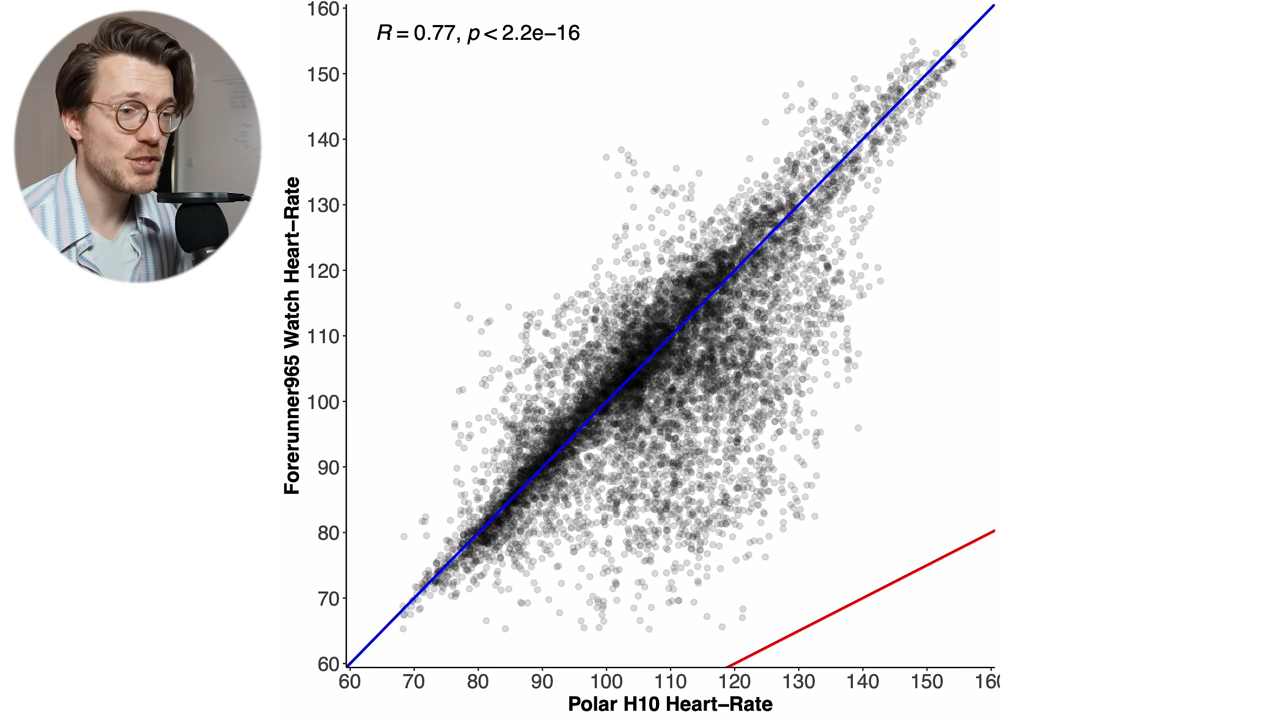 R = 0.77, p < 2.2e−16
160
150
140
130
120
110
100
90
80
70
60
Forerunner965 Watch Heart−Rate
60 70 80 90 100 110 120 130 140 150 160
Polar H10 Heart−Rate